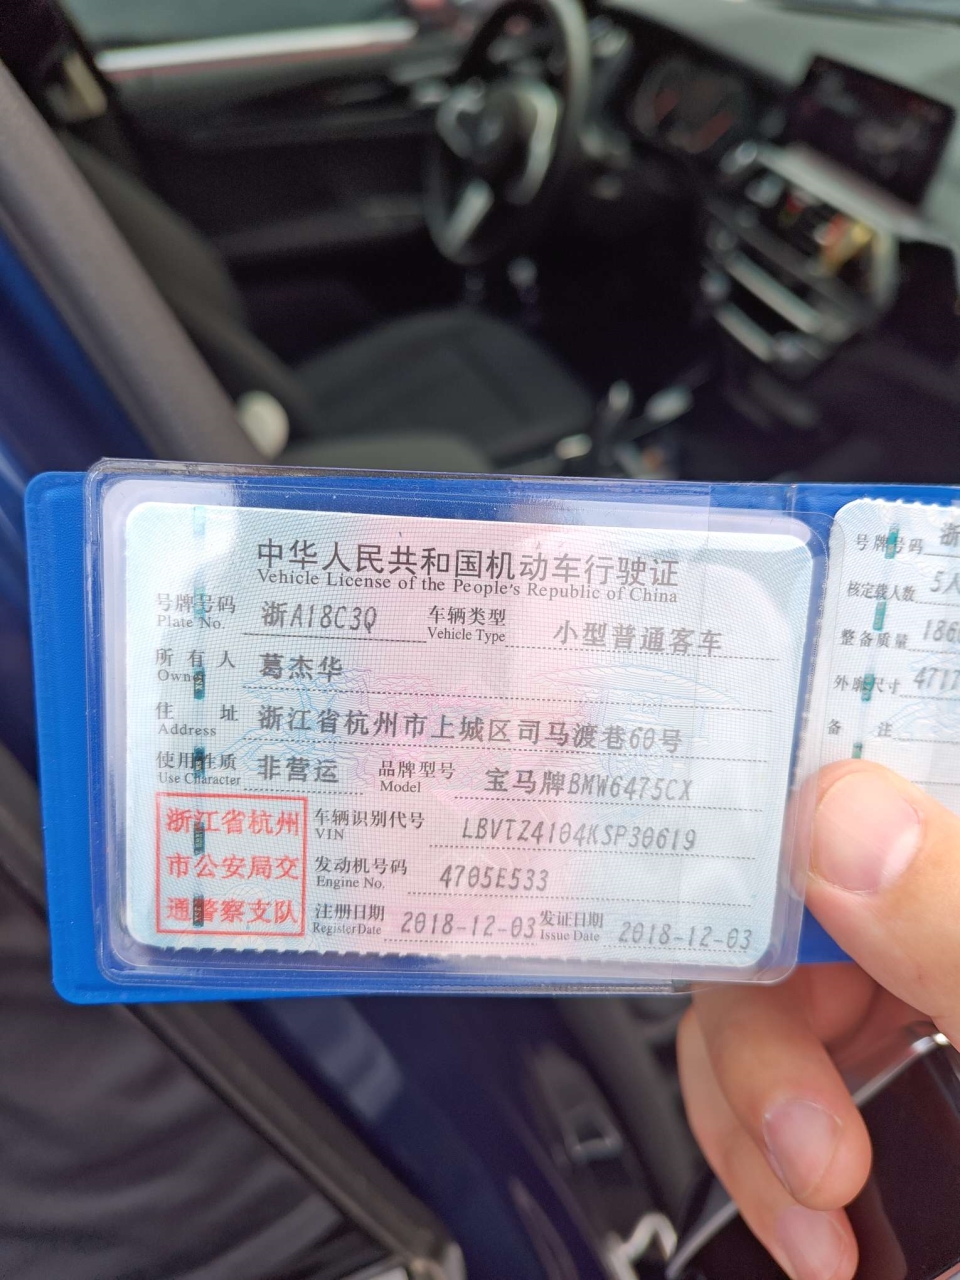 中华人民共和国机动车行驶证
Vehicle License of the People's Republic of China
号牌号码 浙A18C3Q 车辆类型 小型普通客车
Plate No. Vehicle Type
所有人 葛杰华
Owner
住址 浙江省杭州市上城区司马渡巷60号
Address
使用性质 非营运 品牌型号 宝马牌BMW6475CX
Use Character Model
浙江省杭州
市公安局交
通警察支队
车辆识别代号 LBVTZ4104KSP30619
VIN
发动机号码 4705E533
Engine No.
注册日期 2018-12-03 发证日期 2018-12-03
Register Date Issue Date
号牌号码 浙
核定载人数 5人
整备质量 186
外廓尺寸 4717
备注